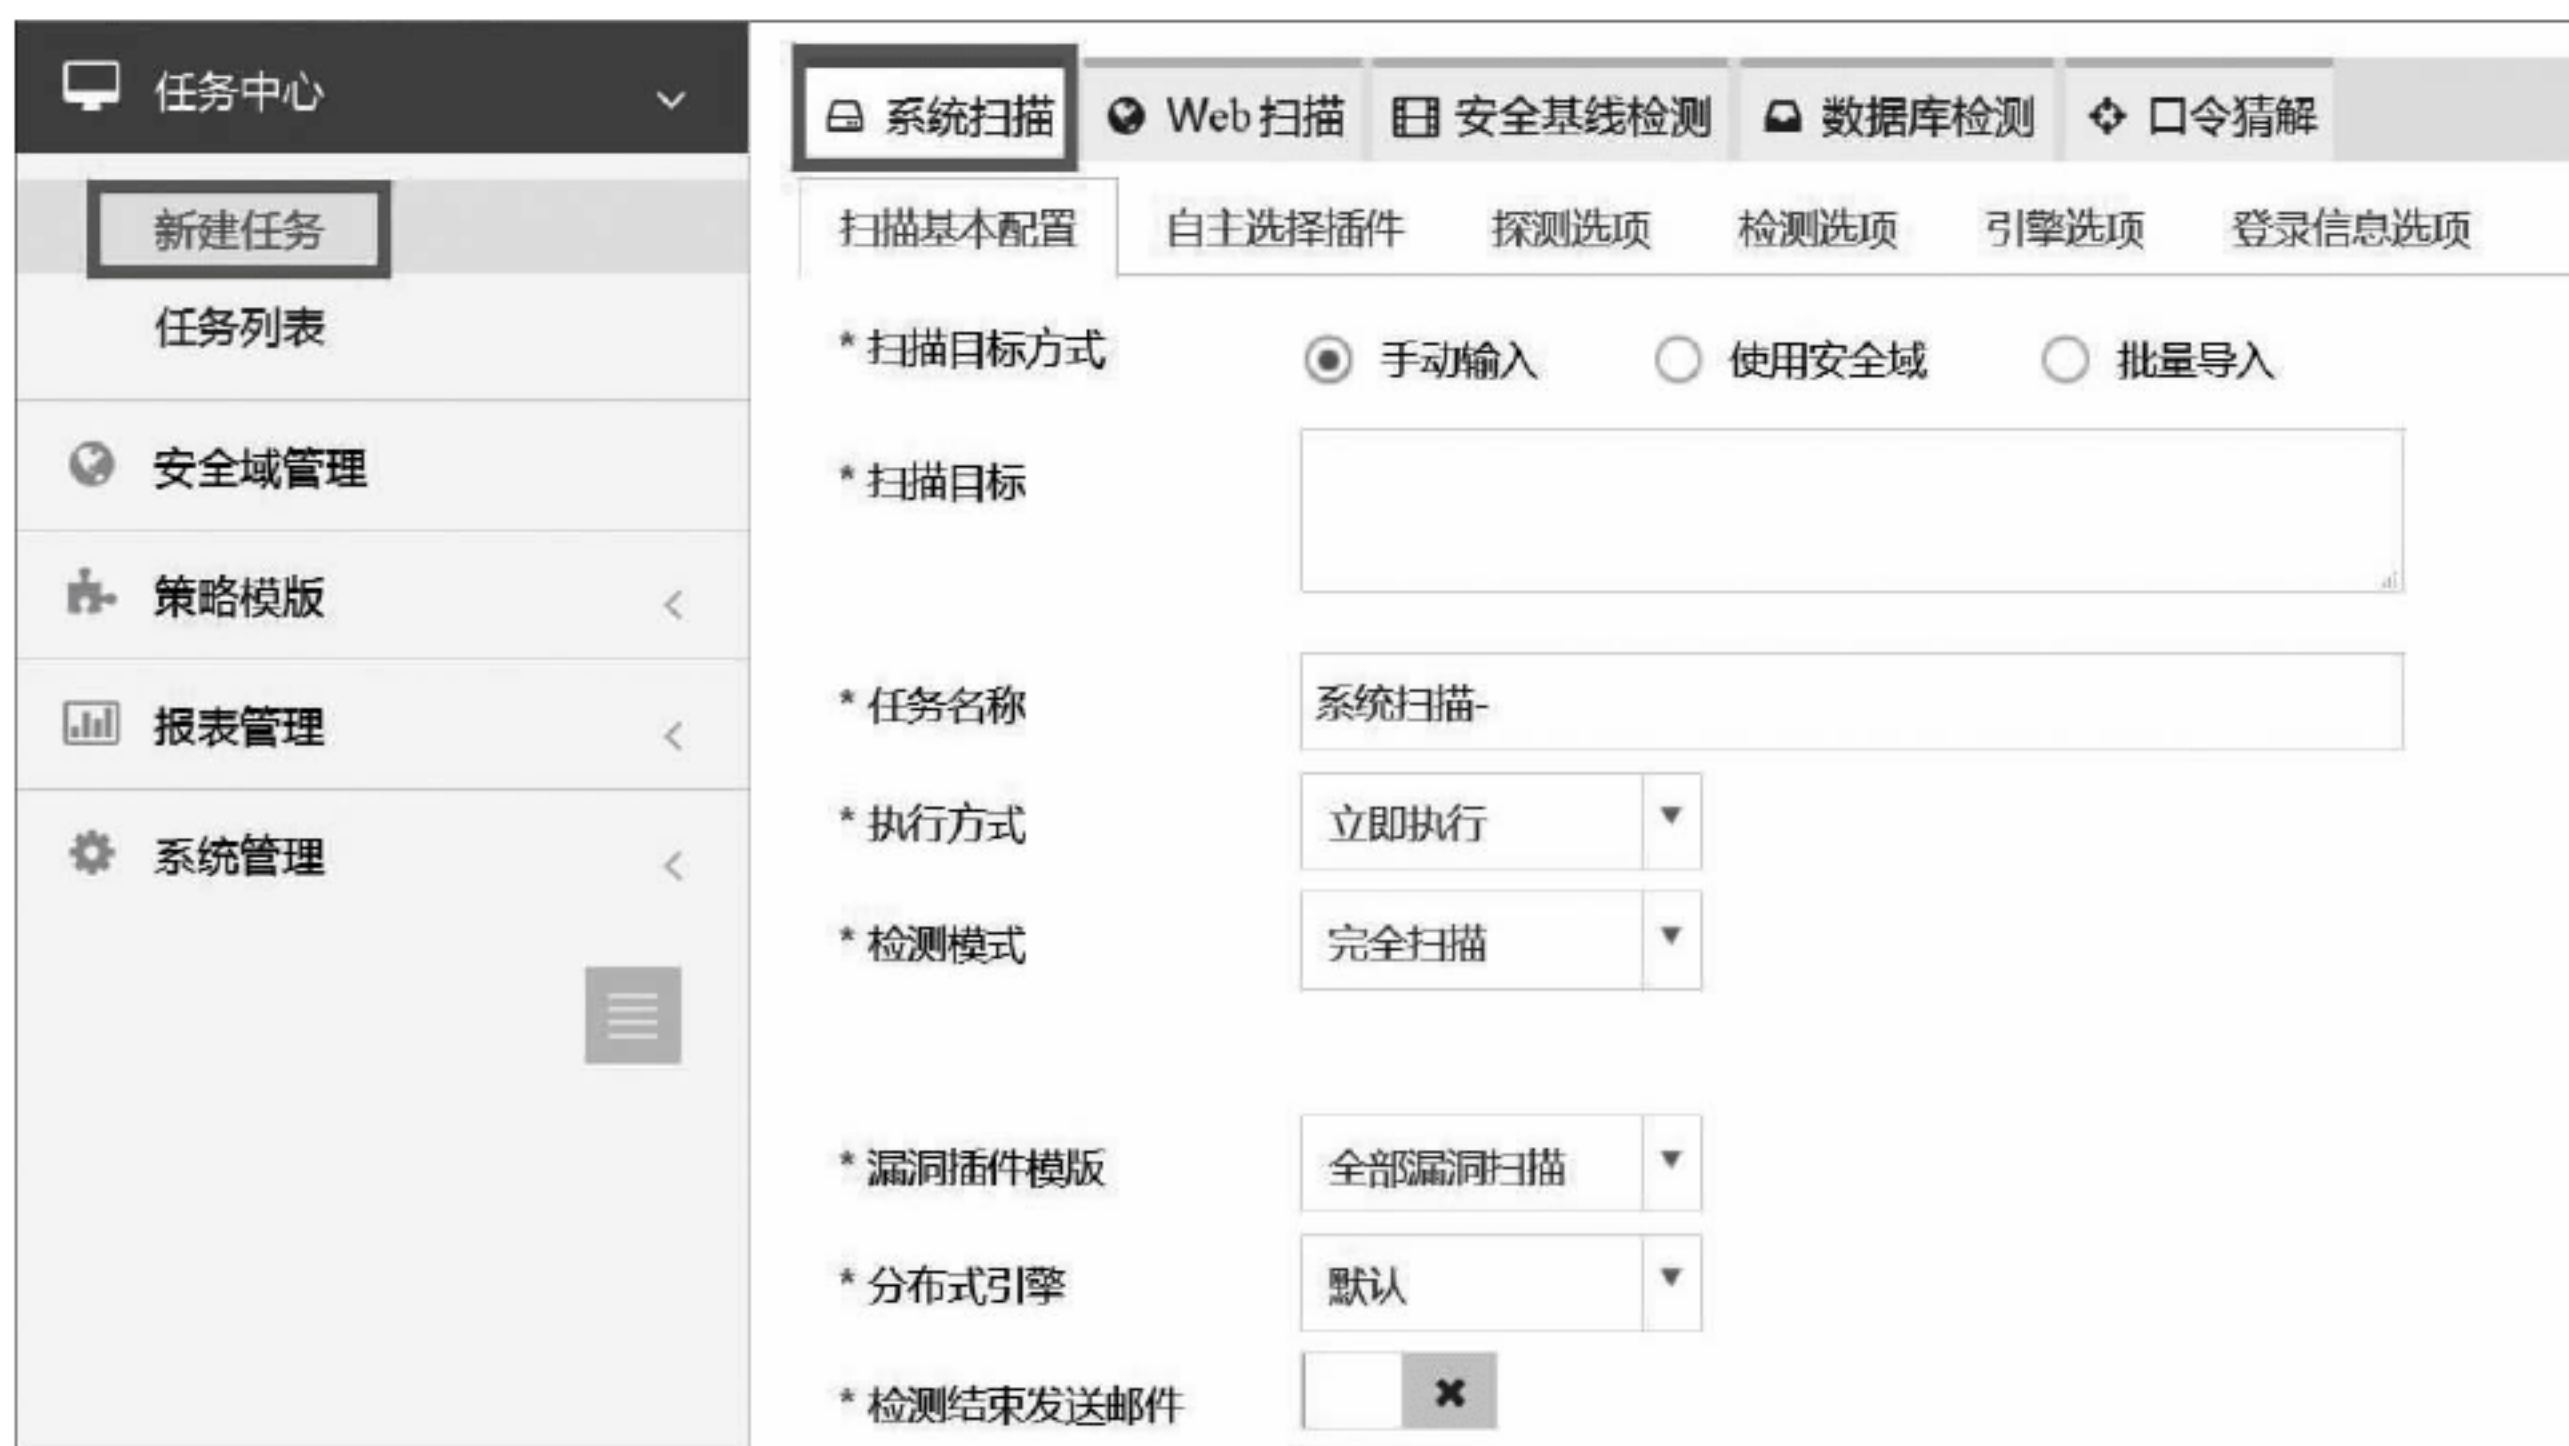 任务中心
新建任务
任务列表
安全域管理
策略模版
报表管理
系统管理
系统扫描 Web扫描 安全基线检测 数据库检测 口令猜解
扫描基本配置 自主选择插件 探测选项 检测选项 引擎选项 登录信息选项
* 扫描目标方式 手动输入 使用安全域 批量导入
* 扫描目标
* 任务名称 系统扫描-
* 执行方式 立即执行
* 检测模式 完全扫描
* 漏洞插件模版 全部漏洞扫描
* 分布式引擎 默认
* 检测结束发送邮件